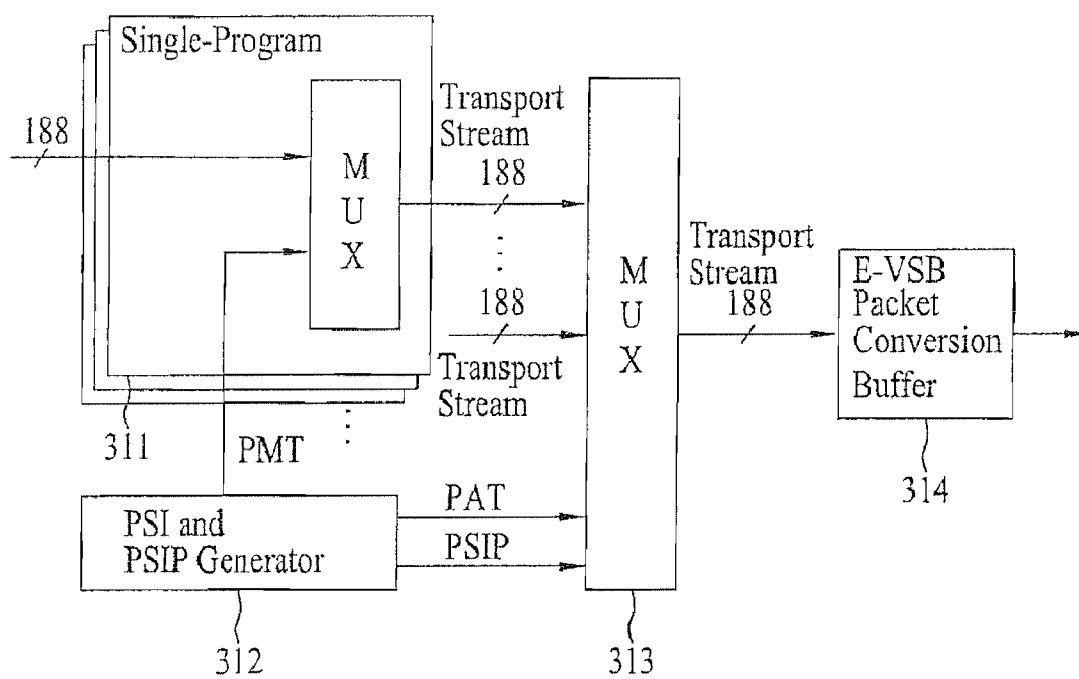 Single-Program
188
M
U
X
Transport
Stream
188
188
Transport
Stream
M
U
X
Transport
Stream
188
E-VSB
Packet
Conversion
Buffer
311
PMT
314
PSI and
PSIP Generator
PAT
PSIP
312
313